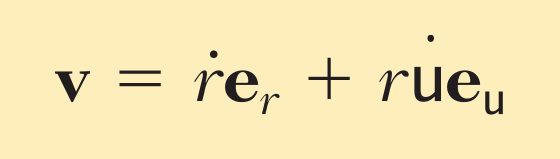 v = ṙe_r + ru̇e_u